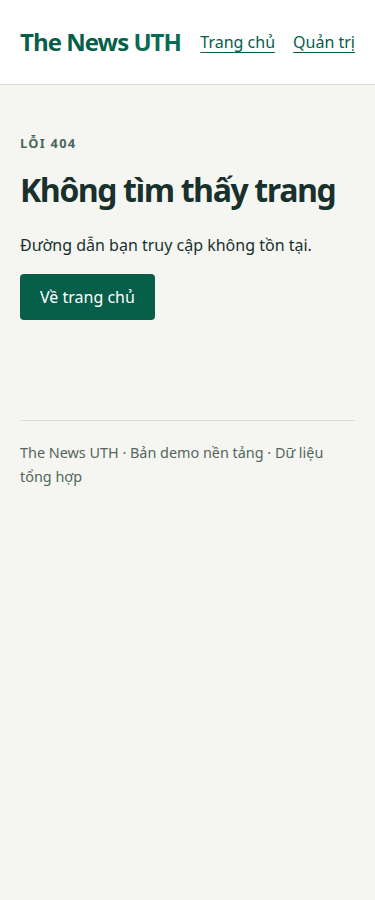 The News UTH Trang chủ Quản trị
LỖI 404
Không tìm thấy trang
Đường dẫn bạn truy cập không tồn tại.
Về trang chủ
The News UTH · Bản demo nền tảng · Dữ liệu
tổng hợp